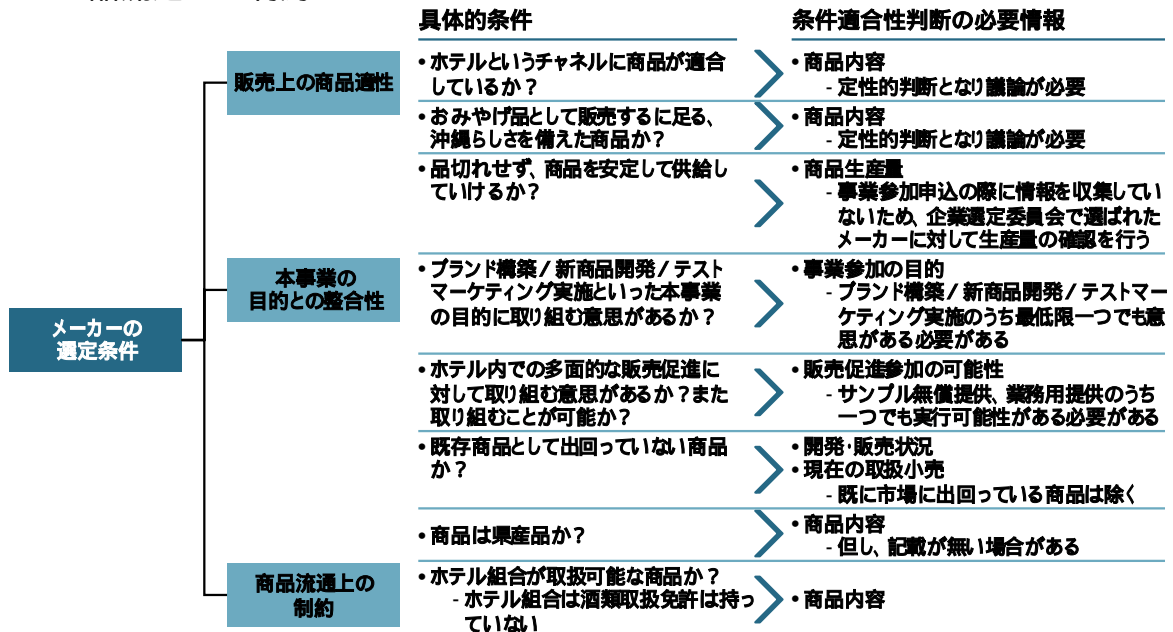 具体的条件
条件適合性判断の必要情報
販売上の商品適性
• ホテルというチャネルに商品が適合
しているか？
• 商品内容
- 定性的判断となり議論が必要
• おみやげ品として販売するに足る、
沖縄らしさを備えた商品か？
• 商品内容
- 定性的判断となり議論が必要
• 品切れせず、商品を安定して供給し
ていけるか？
• 商品生産量
- 事業参加申込の際に情報を収集してい
ないため、企業選定委員会で選ばれた
メーカーに対して生産量の確認を行う
メーカーの
選定条件
本事業の
目的との整合性
• ブランド構築 / 新商品開発 / テスト
マーケティング実施といった本事業
の目的に取り組む意思があるか？
• 事業参加の目的
- ブランド構築 / 新商品開発 / テストマー
ケティング実施のうち最低限一つでも意
思がある必要がある
• ホテル内での多面的な販売促進に
対して取り組む意思があるか？また
取り組むことが可能か？
• 販売促進参加の可能性
- サンプル無償提供、業務用提供のうち
一つでも実行可能性がある必要がある
• 既存商品として出回っていない商品
か？
• 開発･販売状況
• 現在の取扱小売
- 既に市場に出回っている商品は除く
• 商品は県産品か？
• 商品内容
- 但し、記載が無い場合がある
商品流通上の
制約
• ホテル組合が取扱可能な商品か？
- ホテル組合は酒類取扱免許は持っ
ていない
• 商品内容